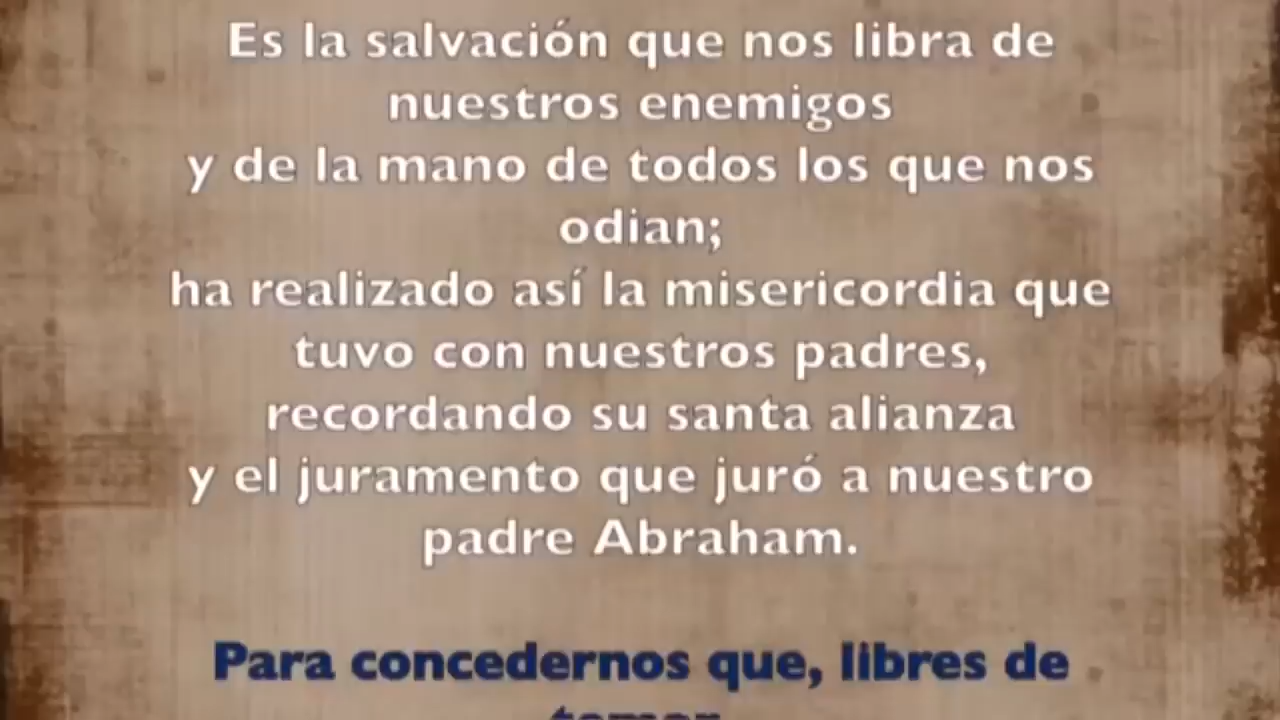 Es la salvación que nos libra de
nuestros enemigos
y de la mano de todos los que nos
odian;
ha realizado así la misericordia que
tuvo con nuestros padres,
recordando su santa alianza
y el juramento que juró a nuestro
padre Abraham.
Para concedernos que, libres de